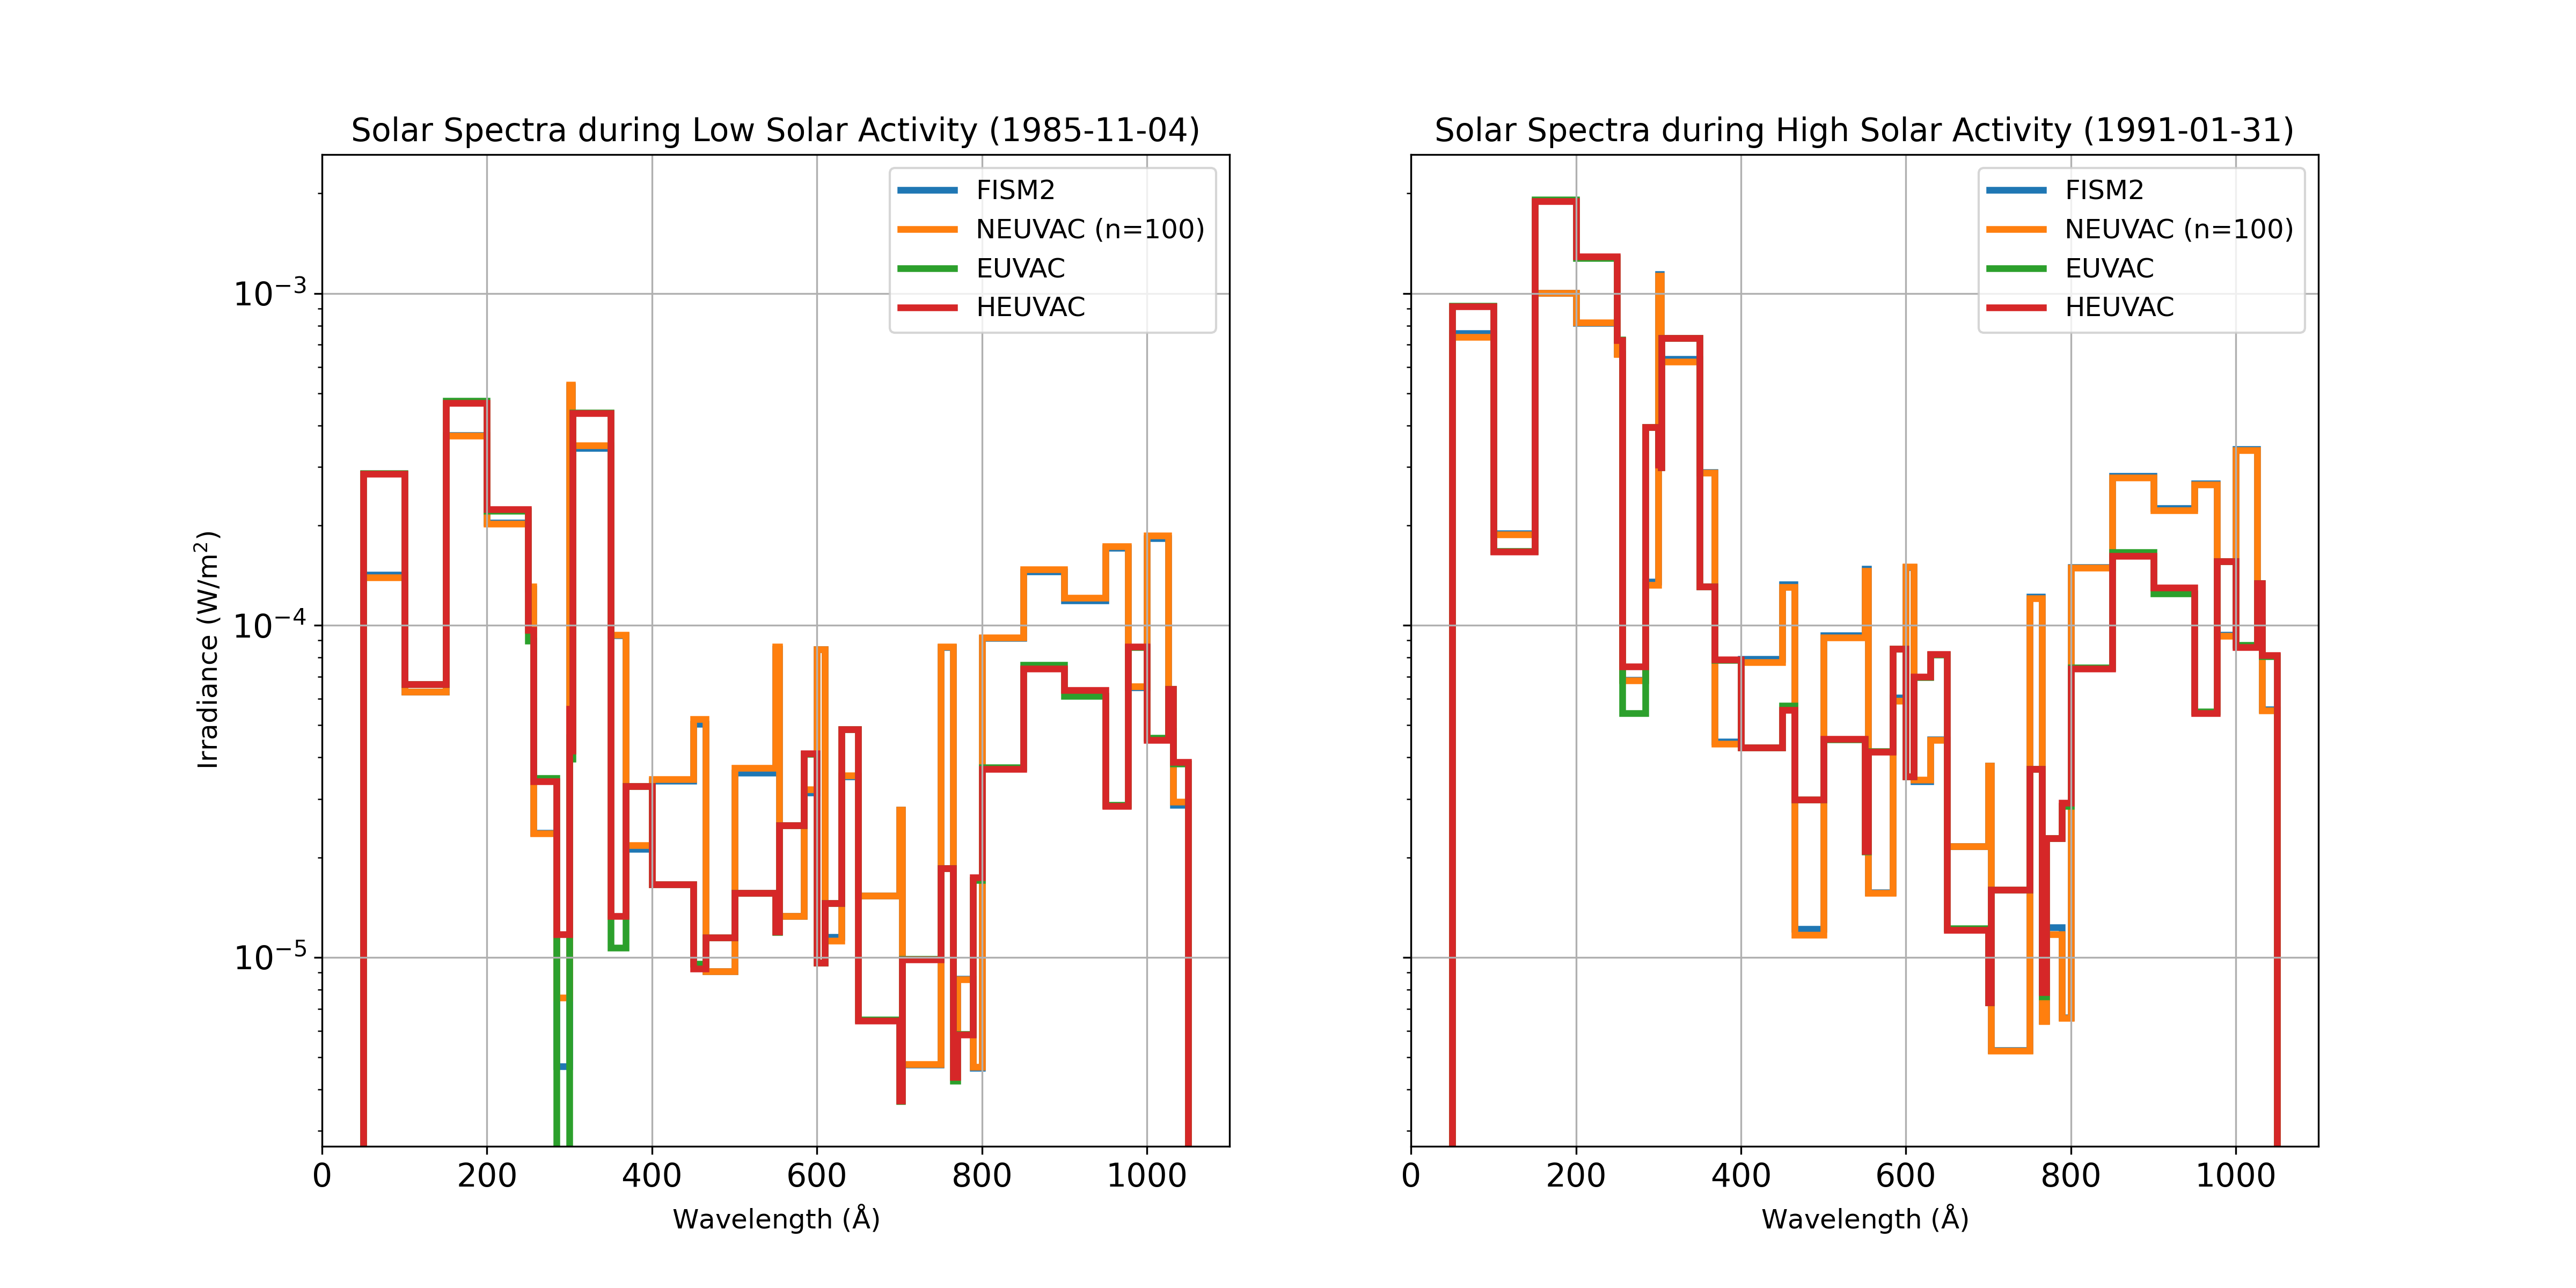 Solar Spectra during Low Solar Activity (1985-11-04)
FISM2
NEUVAC (n=100)
EUVAC
HEUVAC
Irradiance (W/m²)
10⁻³
10⁻⁴
10⁻⁵
0 200 400 600 800 1000
Wavelength (Å)
Solar Spectra during High Solar Activity (1991-01-31)
FISM2
NEUVAC (n=100)
EUVAC
HEUVAC
0 200 400 600 800 1000
Wavelength (Å)